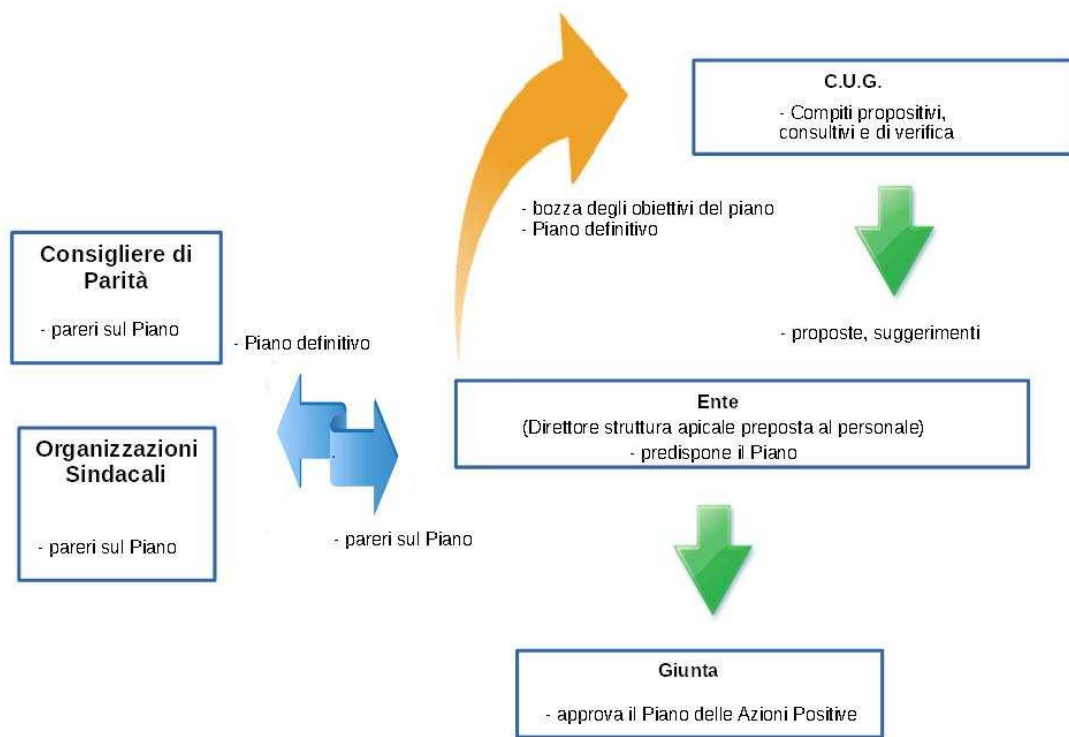 C.U.G.
- Compiti propositivi,
consultivi e di verifica
- bozza degli obiettivi del piano
- Piano definitivo
Consigliere di
Parità
- pareri sul Piano
- Piano definitivo
- proposte, suggerimenti
Ente
(Direttore struttura apicale preposta al personale)
- predispone il Piano
Organizzazioni
Sindacali
- pareri sul Piano
- pareri sul Piano
Giunta
- approva il Piano delle Azioni Positive